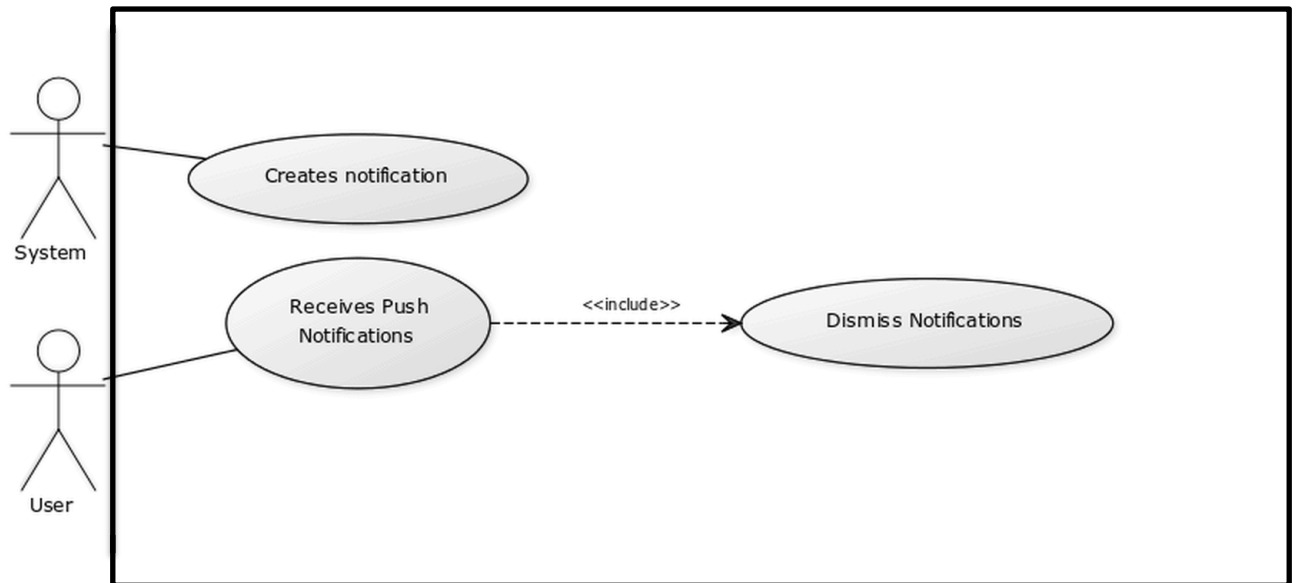 Creates notification
System
Receives Push
Notifications
<<include>>
Dismiss Notifications
User